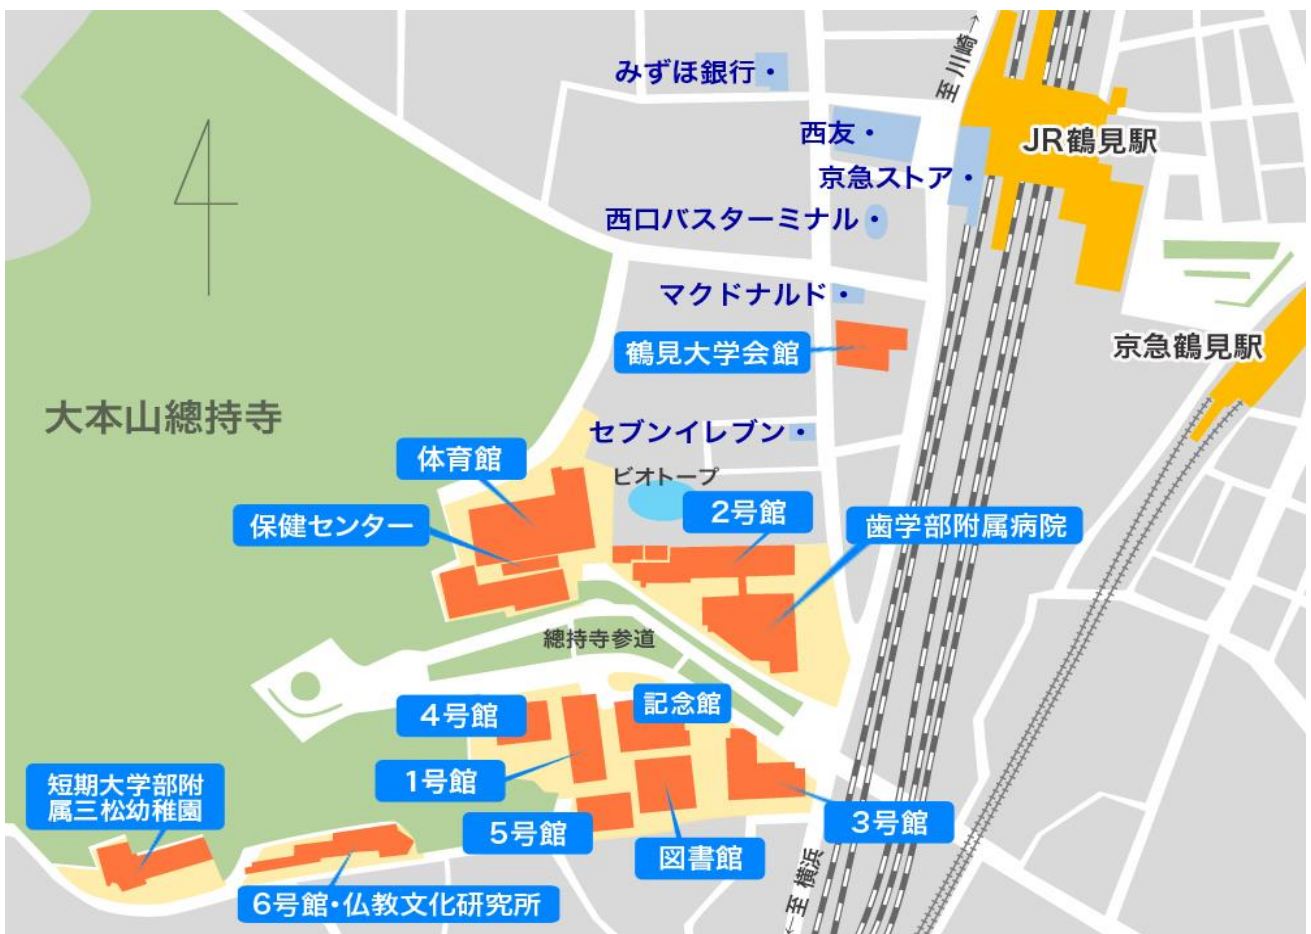 みずほ銀行
至 川崎→
西友
JR鶴見駅
京急ストア
西口バスターミナル
マクドナルド
鶴見大学会館
京急鶴見駅
大本山總持寺
セブンイレブン
体育館
ビオトープ
保健センター
2号館
歯学部附属病院
總持寺参道
記念館
4号館
1号館
短期大学部附
属三松幼稚園
5号館
3号館
図書館
6号館・仏教文化研究所
←至 横浜